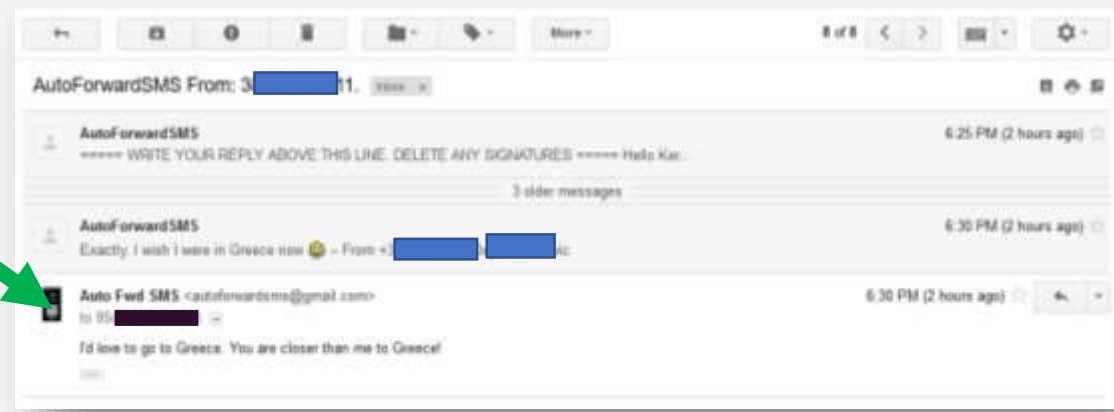 More
8 of 8
AutoForwardSMS From: 3 11. Inbox x
AutoForwardSMS 6:25 PM (2 hours ago)
===== WRITE YOUR REPLY ABOVE THIS LINE. DELETE ANY SIGNATURES ===== Hello Kar...
3 older messages
AutoForwardSMS 6:30 PM (2 hours ago)
Exactly. I wish I were in Greece now 😀 – From +3
Auto Fwd SMS <autoforwardsms@gmail.com> 6:30 PM (2 hours ago)
to 95
I'd love to go to Greece. You are closer than me to Greece!